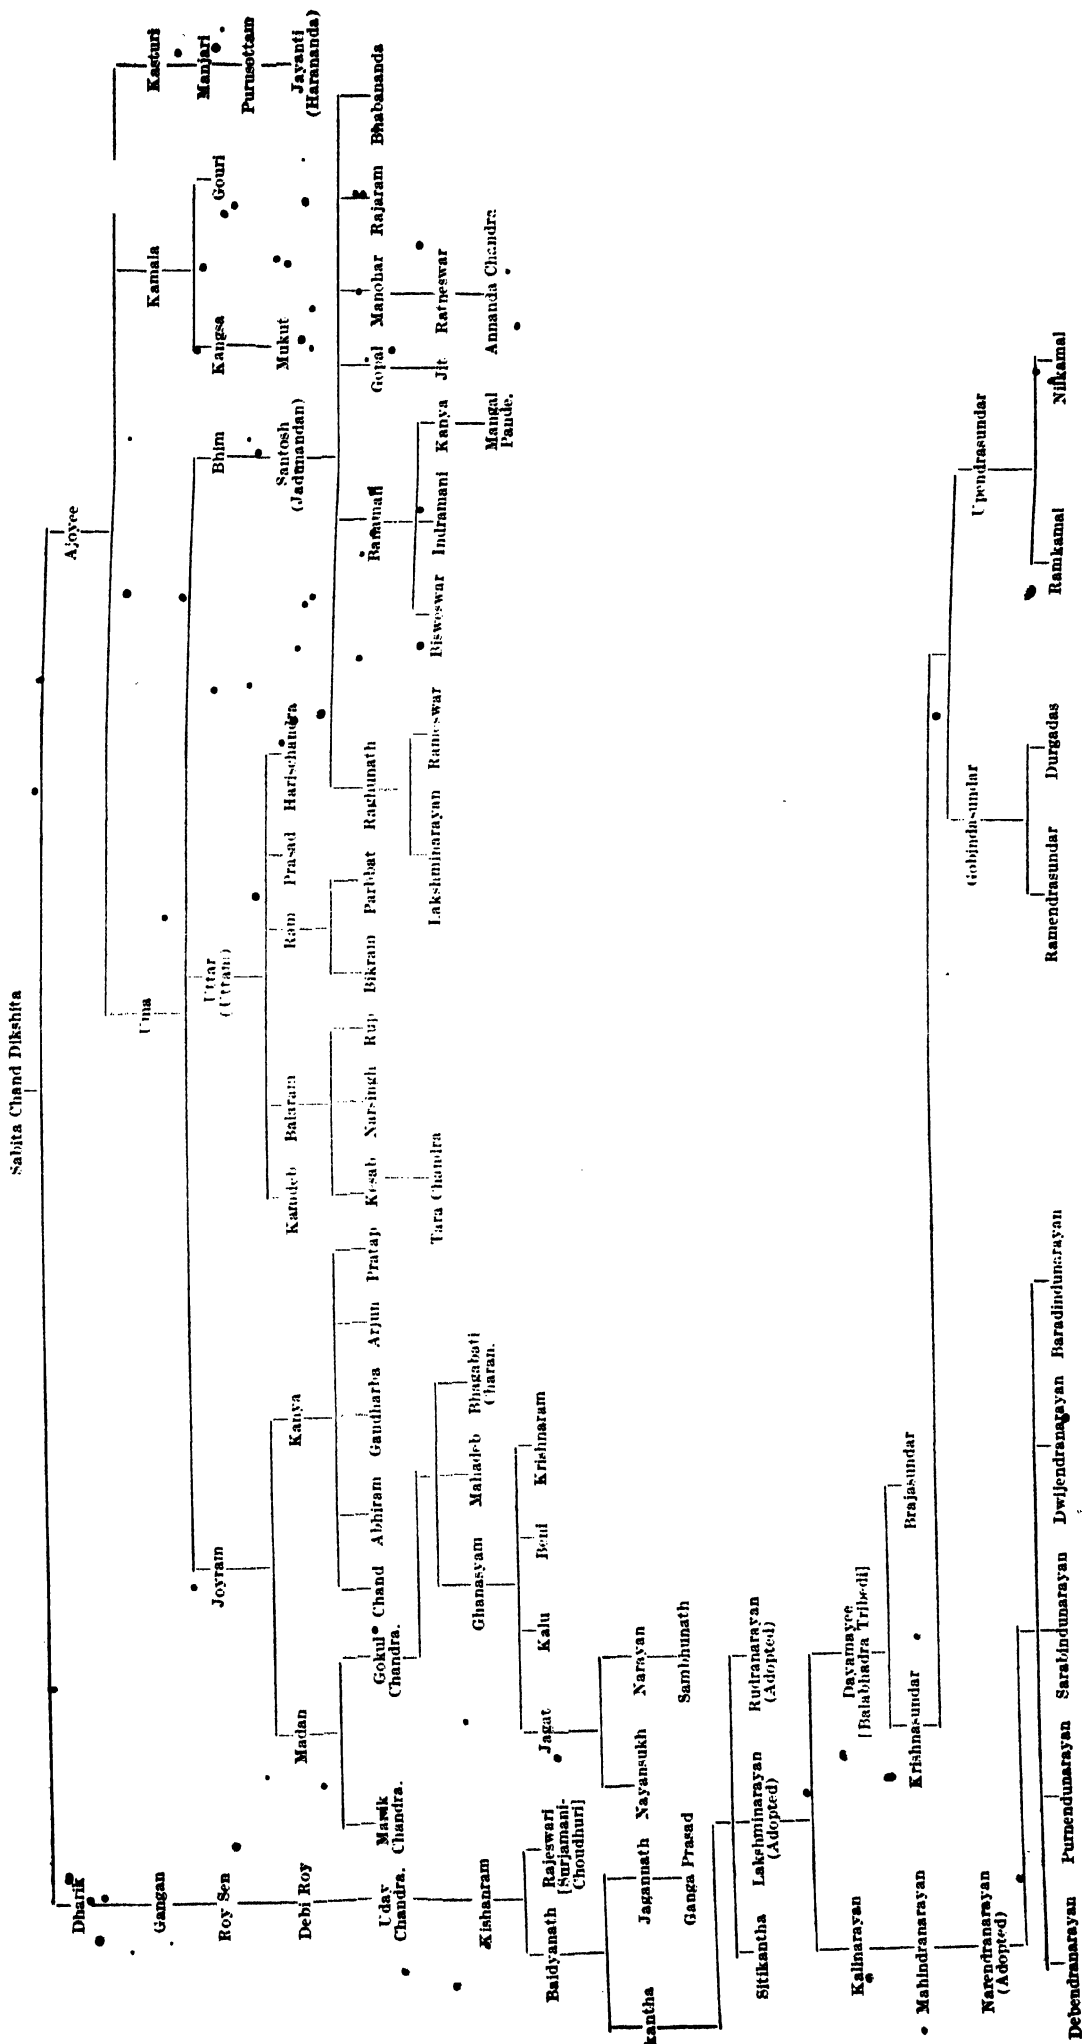 Sabita Chand Dikshita
Dharik
Ajoyee
Gangan
Uma
Kamala
Kasturi
Roy Sen
Joyram
Uttar
(Uttam)
Bhim
Kangsa
Gouri
Manjari
Debi Roy
Madan
Kanya
Kamdeb
Balaram
Ram
Prasad
Harischandra
Santosh
(Jadunandan)
Mukut
Purusottam
Jayanti
(Harananda)
Uday
Chandra.
Manik
Chandra.
Gokul
Chandra.
Chand
Abhiram
Gandharba
Arjun
Pratap
Kesab
Narsingh
Rup
Bikram
Parbbat
Raghunath
Gopal
Manohar
Rajaram
Bhabananda
Kishanram
Ghanasyam
Mahadeb
Bhagabati
Charan.
Tara Chandra
Lakshminarayan
Rameswar
Bisweswar
Indramani
Kanya
Jit
Ratneswar
Mangal
Pande.
Annanda Chandra
Baidyanath
Rajeswari
[Surjamani-
Choudhuri]
Jagat
Kalu
Beni
Krishnaram
kantha
Jagannath
Nayansukh
Narayan
Ganga Prasad
Sambhunath
Sitikantha
Lakshminarayan
(Adopted)
Rudranarayan
(Adopted)
Kalinarayan
Dayamayee
[Balabhadra Tribedi]
Mahindranarayan
Krishnasundar
Brajasundar
Narendranarayan
(Adopted)
Gobindasundar
Upendrasundar
Debendranarayan
Purnendunarayan
Sarabindunarayan
Dwijendranarayan
Baradindunarayan
Ramendrasundar
Durgadas
Ramkamal
Nilkamal